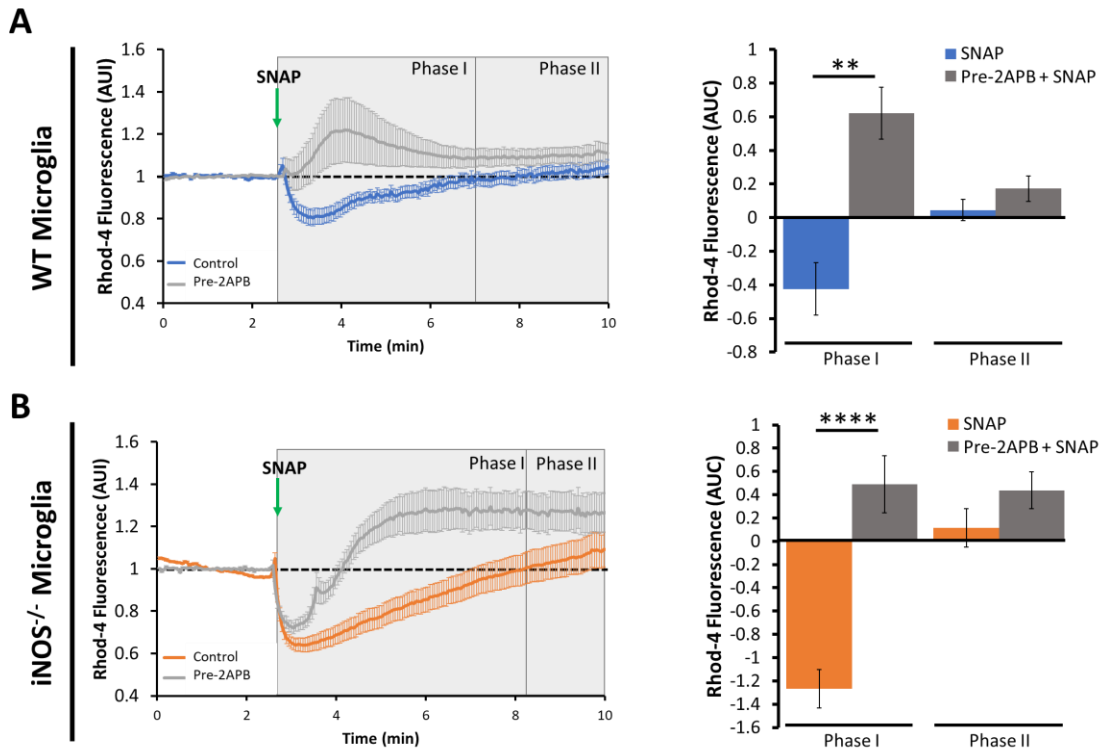 A
WT Microglia
Rhod-4 Fluorescence (AUI)
1.6
1.4
1.2
1
0.8
0.6
0.4
SNAP
Phase I
Phase II
Control
Pre-2APB
0 2 4 6 8 10
Time (min)
Rhod-4 Fluorescence (AUC)
1
0.8
0.6
0.4
0.2
0
-0.2
-0.4
-0.6
-0.8
**
SNAP
Pre-2APB + SNAP
Phase I
Phase II
B
iNOS-/- Microglia
Rhod-4 Fluorescencec (AUI)
1.6
1.4
1.2
1
0.8
0.6
0.4
SNAP
Phase I
Phase II
Control
Pre-2APB
0 2 4 6 8 10
Time (min)
Rhod-4 Fluorescence (AUC)
1
0.8
0.6
0.4
0.2
0
-0.2
-0.4
-0.6
-0.8
-1
-1.2
-1.4
-1.6
****
SNAP
Pre-2APB + SNAP
Phase I
Phase II